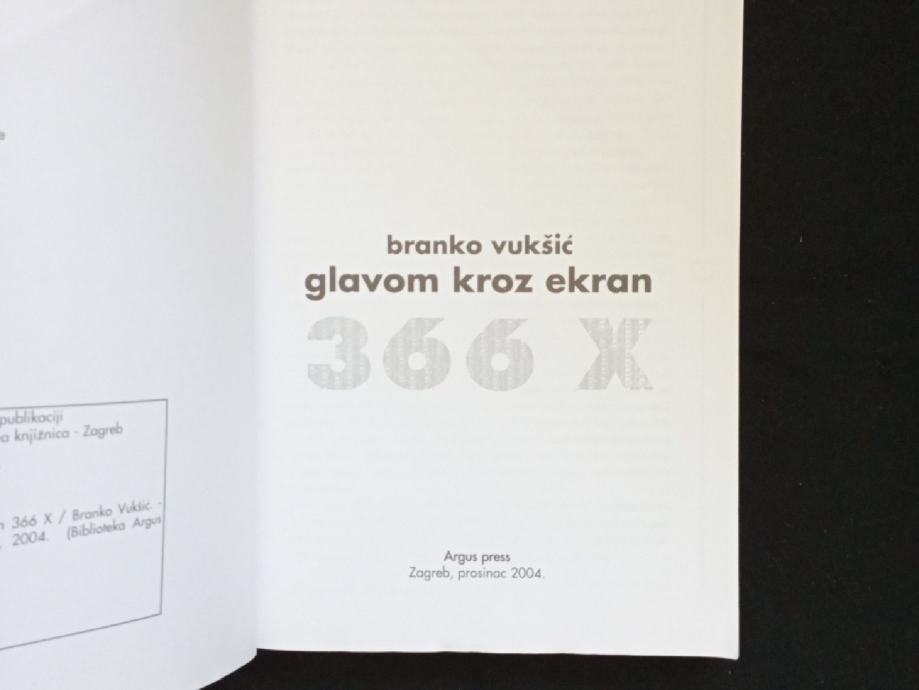 publikaciji
a knjižnica - Zagreb
366 X / Branko Vukšić. -
2004. (Biblioteka Argus
branko vukšić
glavom kroz ekran
366 X
Argus press
Zagreb, prosinac 2004.